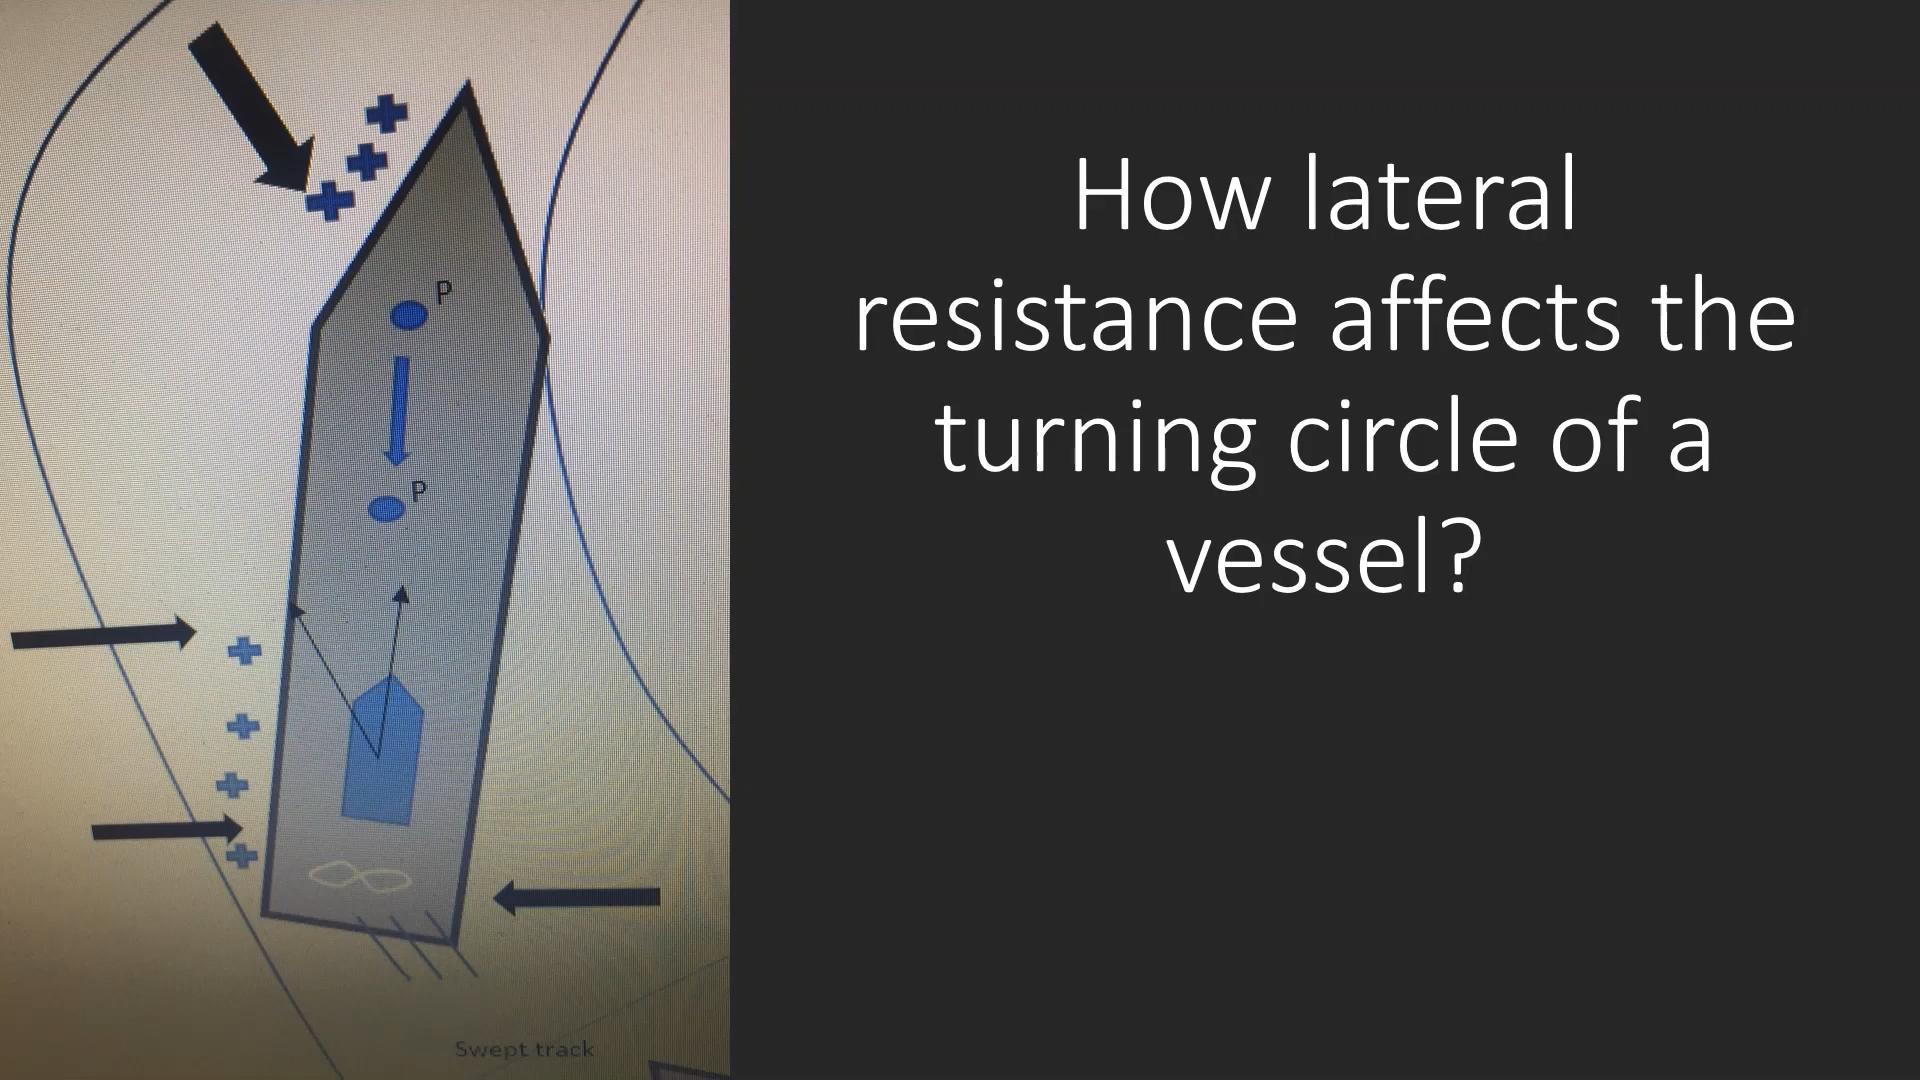 P
P
Swept track
How lateral
resistance affects the
turning circle of a
vessel?